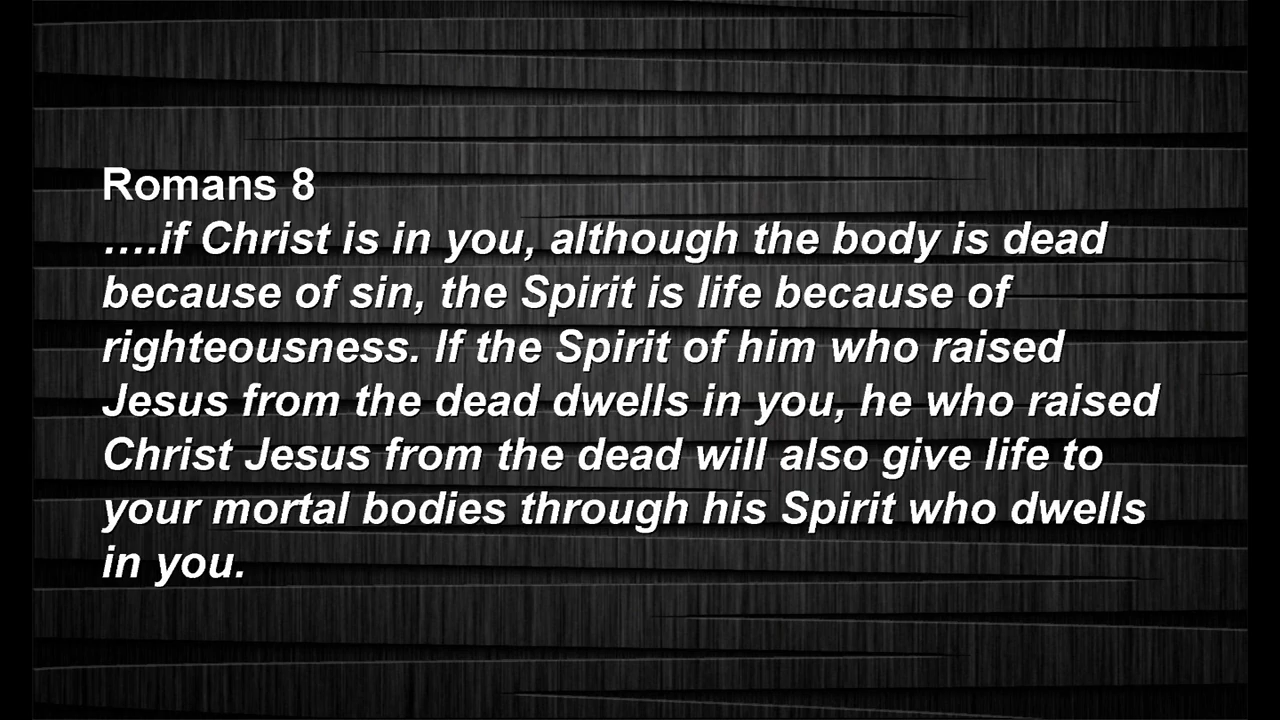 Romans 8
….if Christ is in you, although the body is dead
because of sin, the Spirit is life because of
righteousness. If the Spirit of him who raised
Jesus from the dead dwells in you, he who raised
Christ Jesus from the dead will also give life to
your mortal bodies through his Spirit who dwells
in you.